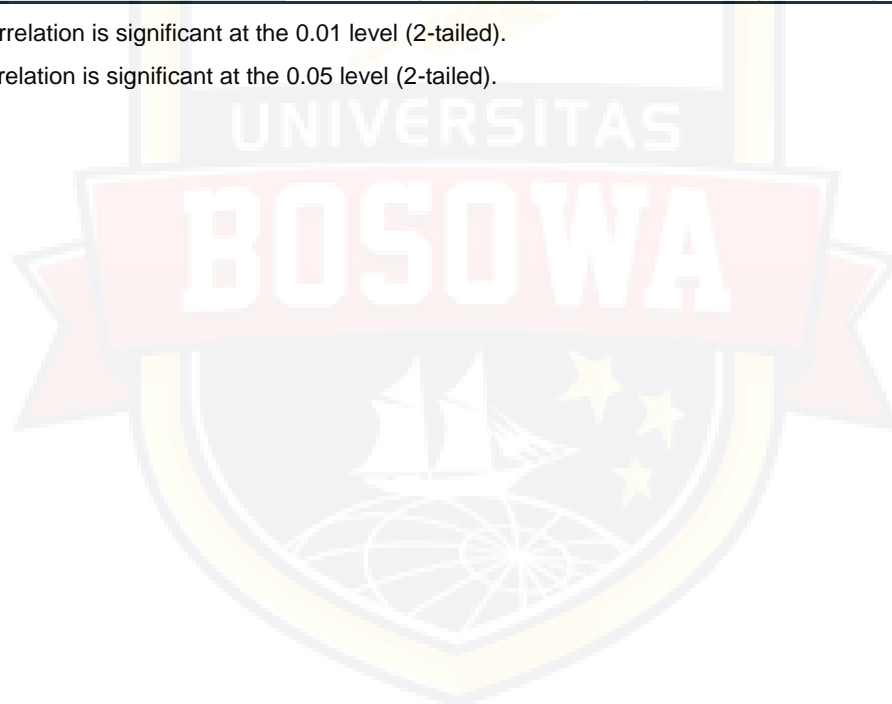 rrelation is significant at the 0.01 level (2-tailed).
relation is significant at the 0.05 level (2-tailed).
UNIVERSITAS
BOSOWA